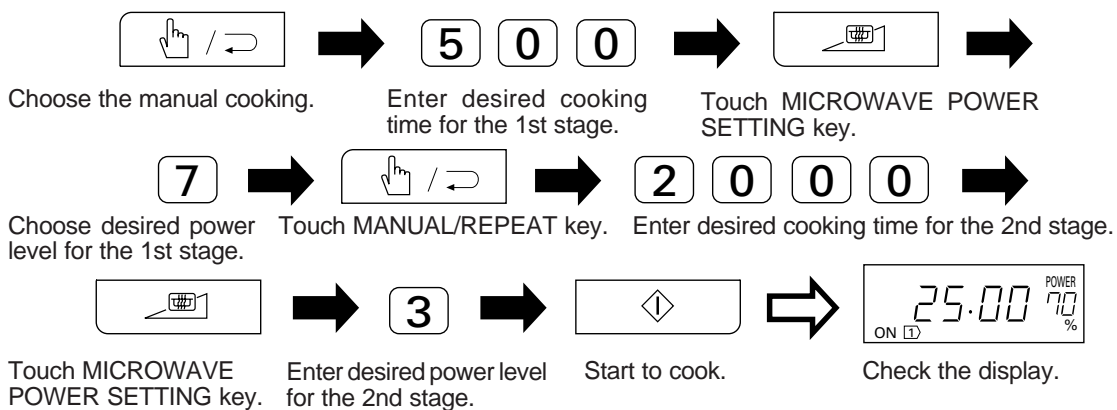 5 0 0
Choose the manual cooking.
Enter desired cooking
time for the 1st stage.
Touch MICROWAVE POWER
SETTING key.
7
2 0 0 0
Choose desired power
level for the 1st stage.
Touch MANUAL/REPEAT key.
Enter desired cooking time for the 2nd stage.
3
25.00
POWER
70
%
ON 1
Touch MICROWAVE
POWER SETTING key.
Enter desired power level
for the 2nd stage.
Start to cook.
Check the display.